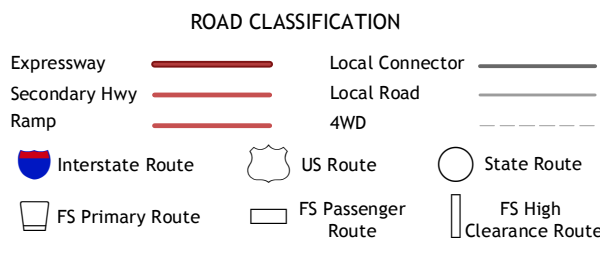 ROAD CLASSIFICATION
Expressway
Local Connector
Secondary Hwy
Local Road
Ramp
4WD
Interstate Route
US Route
State Route
FS Primary Route
FS Passenger
Route
FS High
Clearance Route